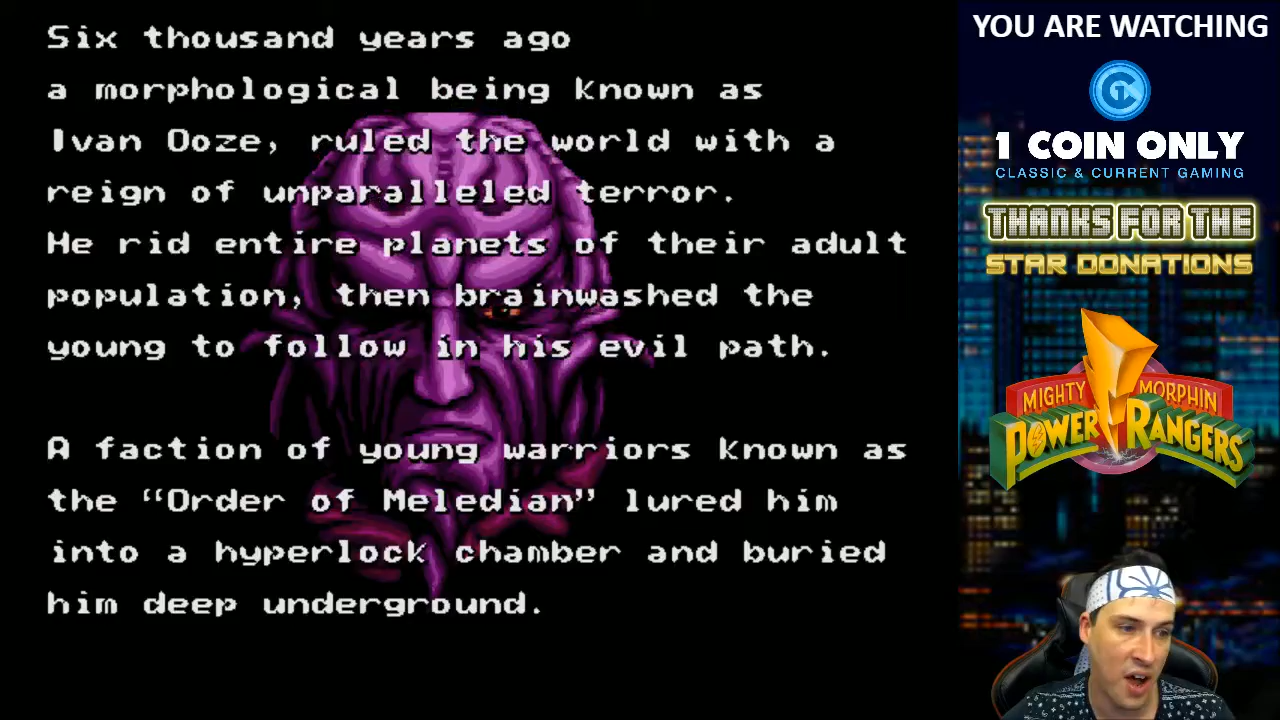 Six thousand years ago
a morphological being known as
Ivan Ooze, ruled the world with a
reign of unparalleled terror.
He rid entire planets of their adult
population, then brainwashed the
young to follow in his evil path.
A faction of young warriors known as
the “Order of Meledian” lured him
into a hyperlock chamber and buried
him deep underground.
YOU ARE WATCHING
1 COIN ONLY
CLASSIC & CURRENT GAMING
THANKS FOR THE
STAR DONATIONS
MIGHTY MORPHIN
POWER RANGERS